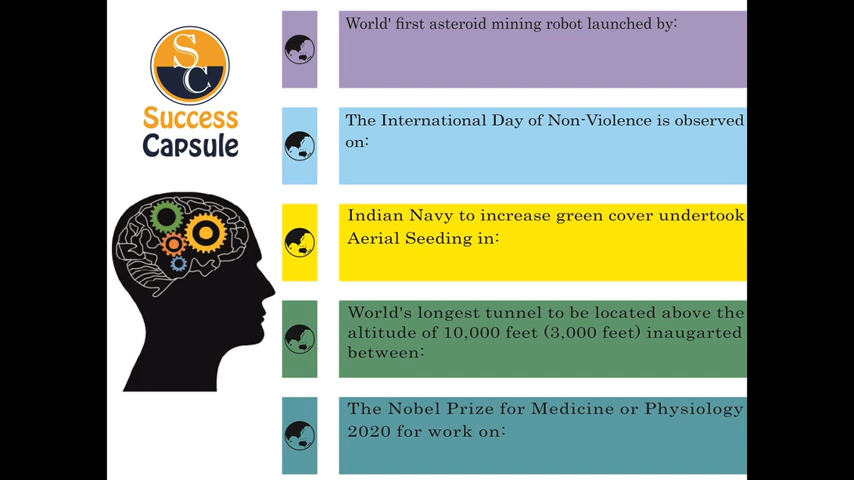 S
C
Success
Capsule
World' first asteroid mining robot launched by:
The International Day of Non-Violence is observed
on:
Indian Navy to increase green cover undertook
Aerial Seeding in:
World's longest tunnel to be located above the
altitude of 10,000 feet (3,000 feet) inaugarted
between:
The Nobel Prize for Medicine or Physiology
2020 for work on: